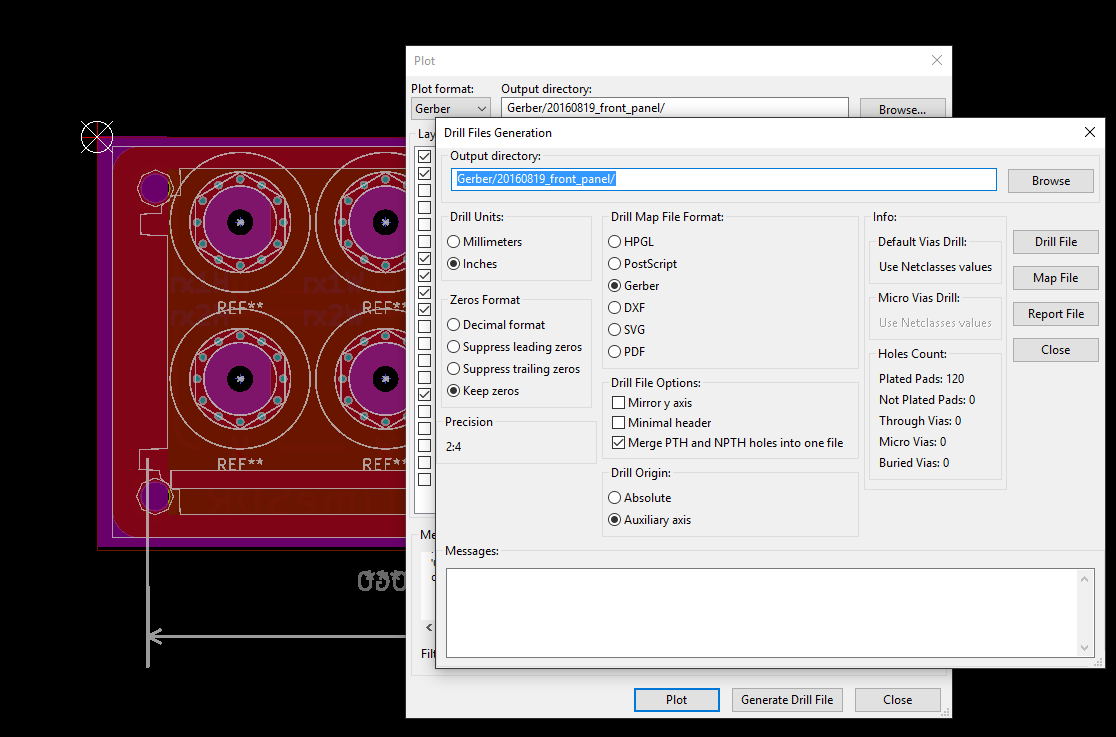 Plot
Plot format:
Output directory:
Gerber
Gerber/20160819_front_panel/
Browse...
Lay
Drill Files Generation
Output directory:
Gerber/20160819_front_panel/
Browse
Drill Units:
Millimeters
Inches
Zeros Format
Decimal format
Suppress leading zeros
Suppress trailing zeros
Keep zeros
Precision
2:4
Drill Map File Format:
HPGL
PostScript
Gerber
DXF
SVG
PDF
Drill File Options:
Mirror y axis
Minimal header
Merge PTH and NPTH holes into one file
Drill Origin:
Absolute
Auxiliary axis
Info:
Default Vias Drill:
Use Netclasses values
Micro Vias Drill:
Use Netclasses values
Holes Count:
Plated Pads: 120
Not Plated Pads: 0
Through Vias: 0
Micro Vias: 0
Buried Vias: 0
Drill File
Map File
Report File
Close
Messages:
Me
Filt
Plot
Generate Drill File
Close
REF**
REF*
REF**
REF*